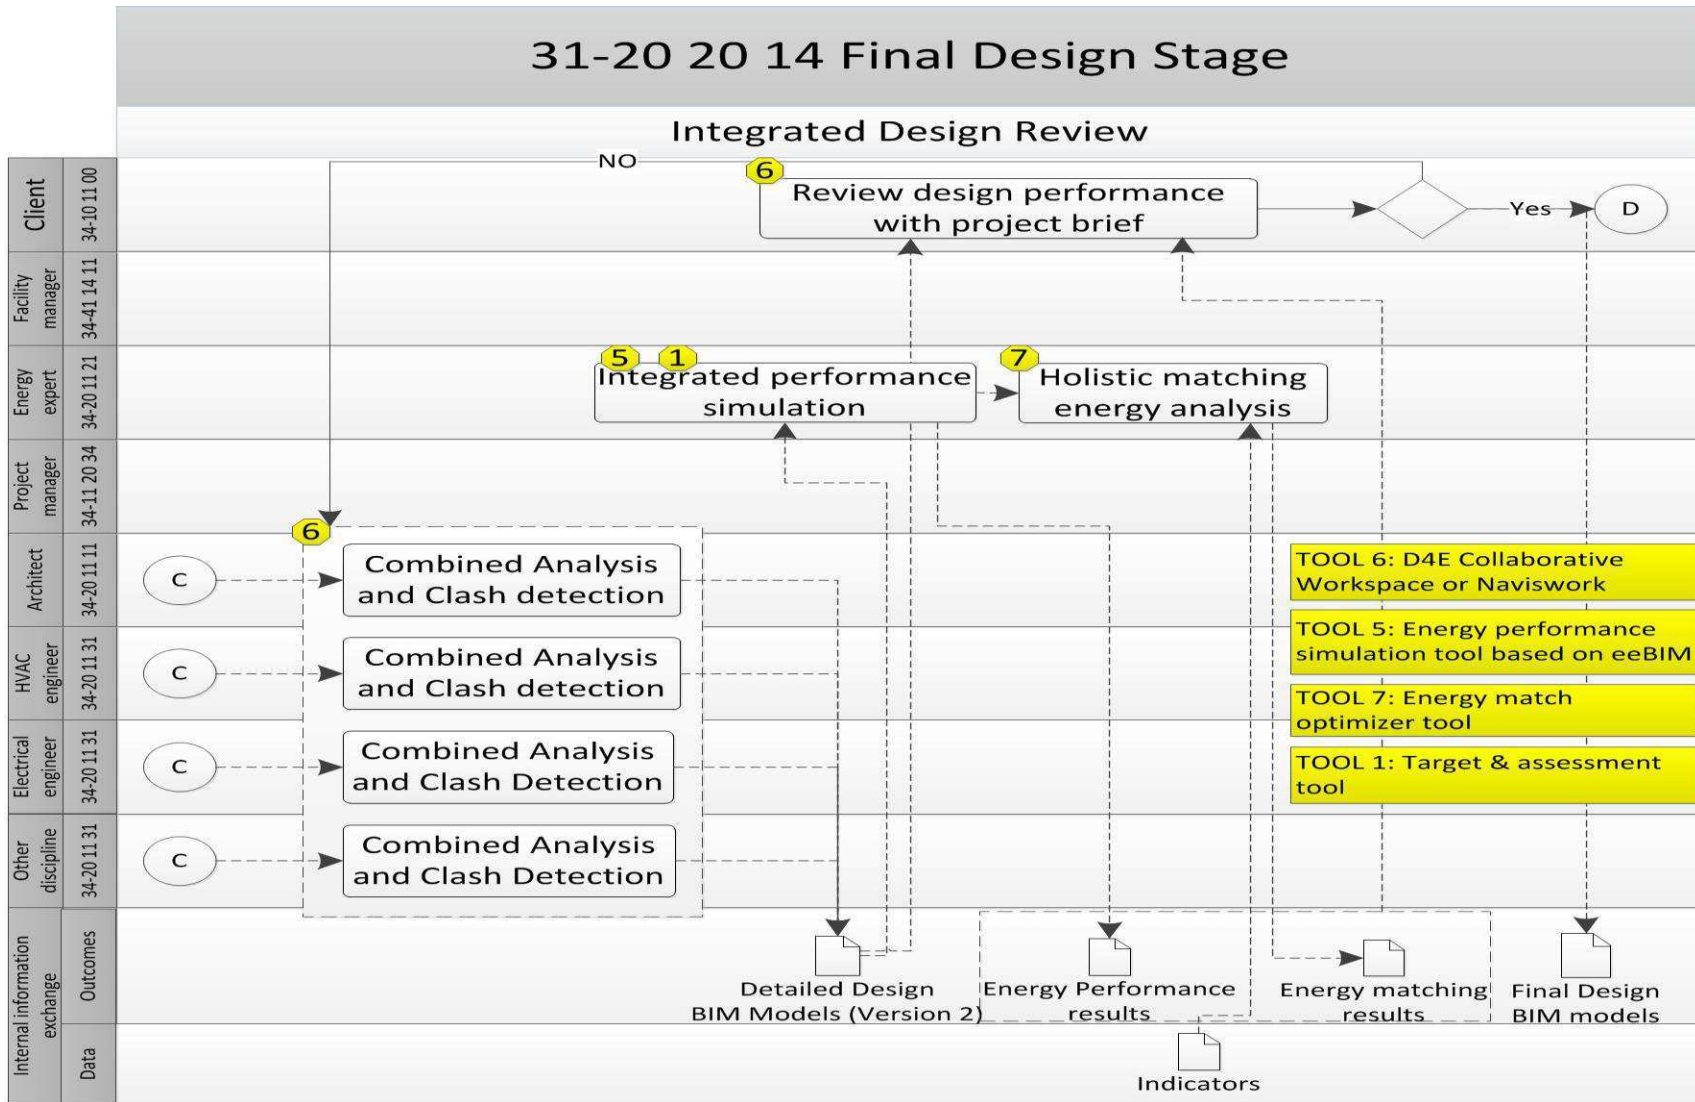 31-20 20 14 Final Design Stage
Integrated Design Review
Client
34-10 11 00
NO
6
Review design performance
with project brief
Yes
D
Facility
manager
34-41 14 11
Energy
expert
34-20 11 21
5
1
Integrated performance
simulation
7
Holistic matching
energy analysis
Project
manager
34-11 20 34
6
Architect
34-20 11 11
C
Combined Analysis
and Clash detection
TOOL 6: D4E Collaborative
Workspace or Naviswork
HVAC
engineer
34-20 11 31
C
Combined Analysis
and Clash detection
TOOL 5: Energy performance
simulation tool based on eeBIM
TOOL 7: Energy match
optimizer tool
Electrical
engineer
34-20 11 31
C
Combined Analysis
and Clash Detection
TOOL 1: Target & assessment
tool
Other
discipline
34-20 11 31
C
Combined Analysis
and Clash Detection
Internal information
exchange
Outcomes
Detailed Design
BIM Models (Version 2)
Energy Performance
results
Energy matching
results
Final Design
BIM models
Data
Indicators